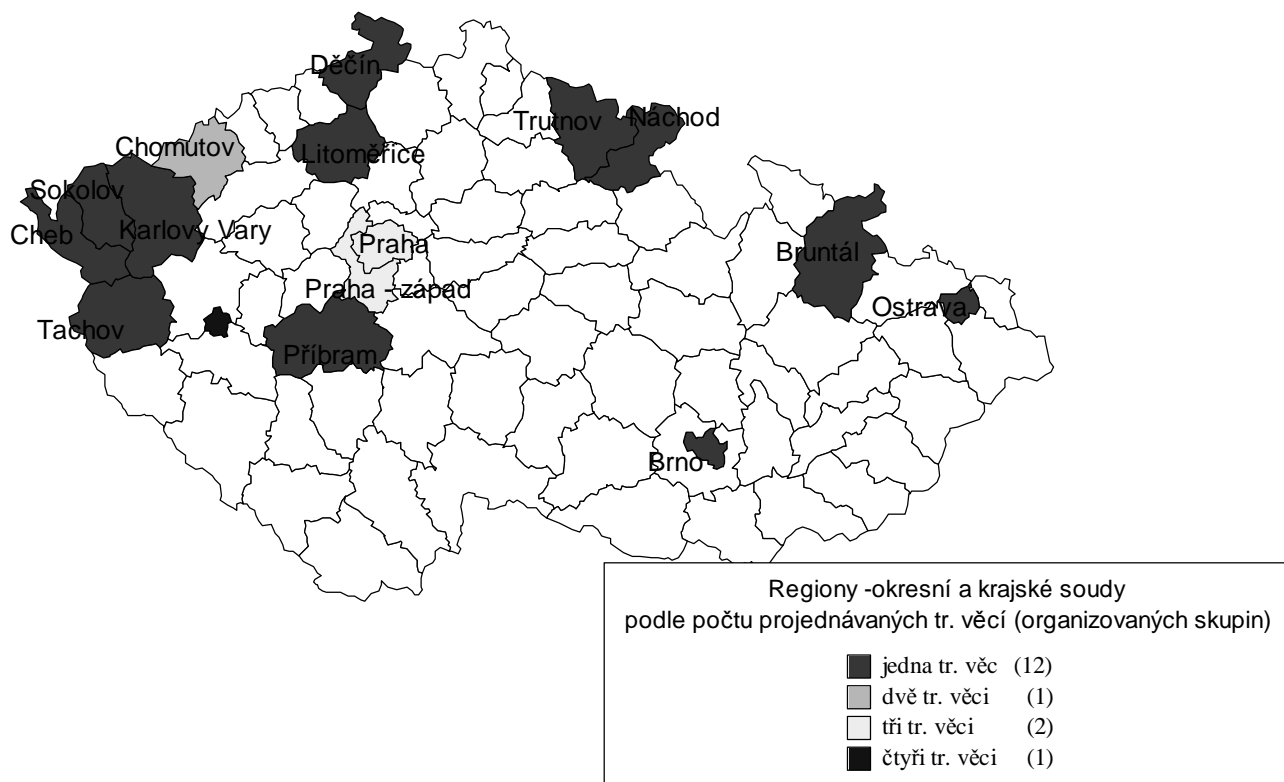 Děčín
Trutnov
Náchod
Chomutov
Litoměřice
Sokolov
Cheb
Karlovy Vary
Praha
Bruntál
Praha - západ
Ostrava
Tachov
Příbram
Brno
Regiony -okresní a krajské soudy
podle počtu projednávaných tr. věcí (organizovaných skupin)
jedna tr. věc (12)
dvě tr. věci (1)
tři tr. věci (2)
čtyři tr. věci (1)